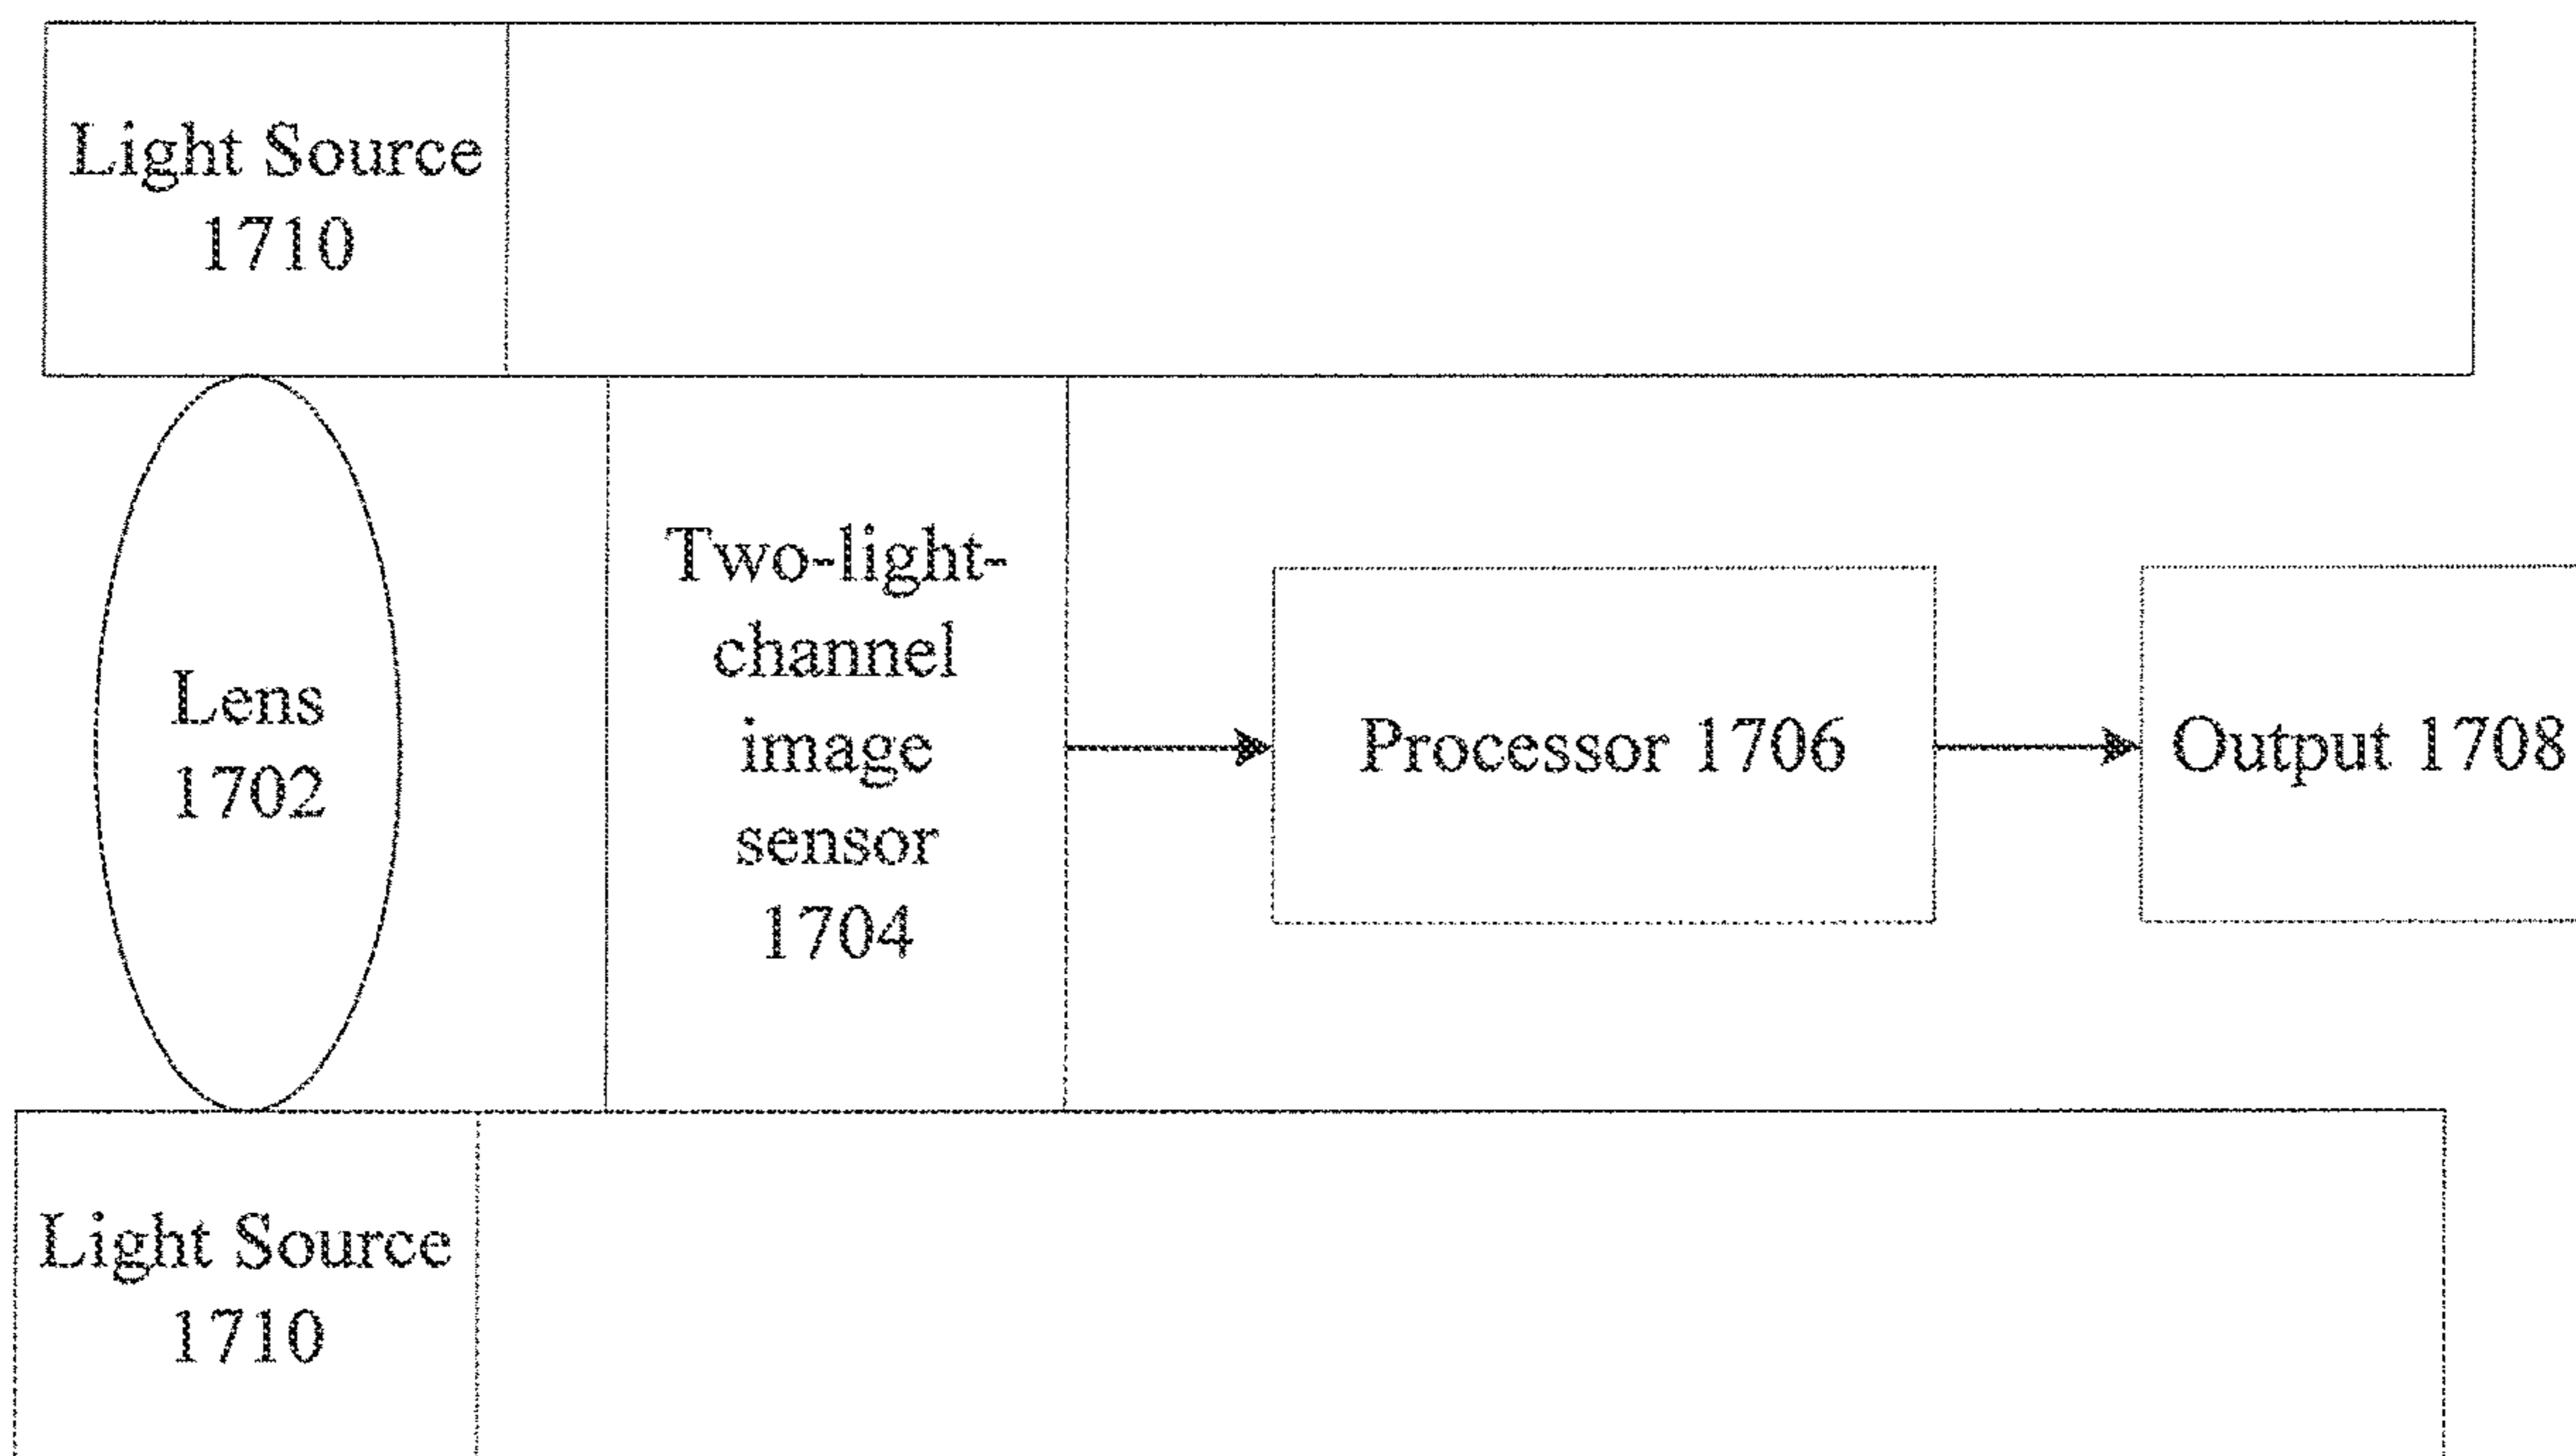 Light Source
1710
Lens
1702
Two-light-
channel
image
sensor
1704
Processor 1706
Output 1708
Light Source
1710